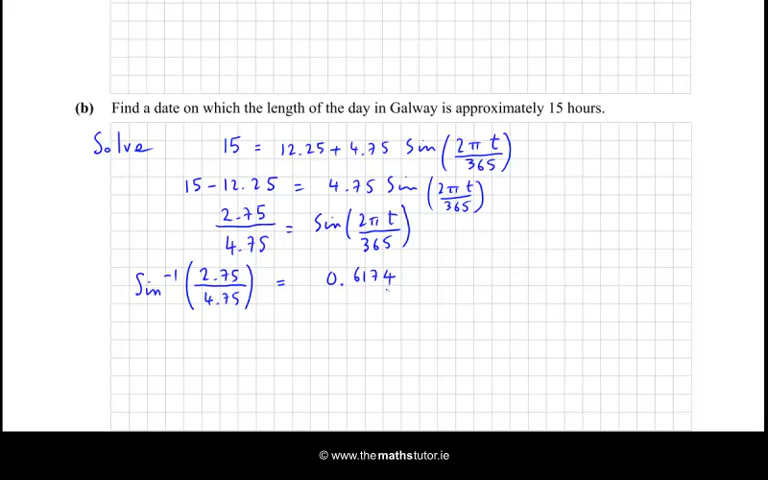 (b) Find a date on which the length of the day in Galway is approximately 15 hours.
Solve 15 = 12.25 + 4.75 Sin(2π t/365)
15 - 12.25 = 4.75 Sin(2π t/365)
2.75/4.75 = Sin(2π t/365)
Sin⁻¹(2.75/4.75) = 0.6174
© www.themathstutor.ie